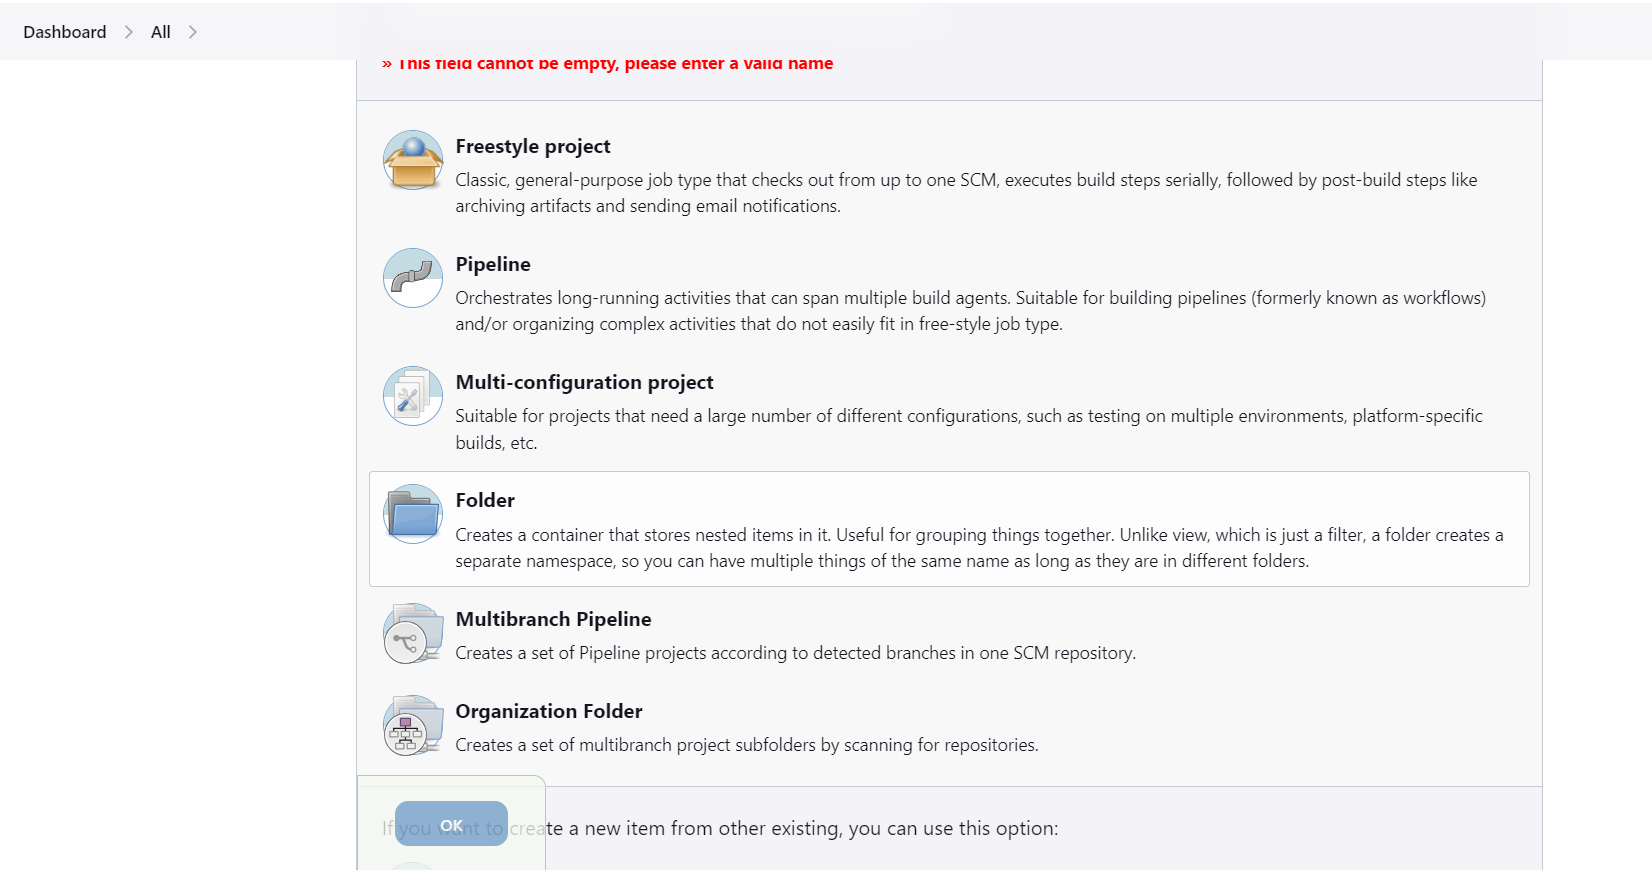 Dashboard > All >
» This field cannot be empty, please enter a valid name
Freestyle project
Classic, general-purpose job type that checks out from up to one SCM, executes build steps serially, followed by post-build steps like
archiving artifacts and sending email notifications.
Pipeline
Orchestrates long-running activities that can span multiple build agents. Suitable for building pipelines (formerly known as workflows)
and/or organizing complex activities that do not easily fit in free-style job type.
Multi-configuration project
Suitable for projects that need a large number of different configurations, such as testing on multiple environments, platform-specific
builds, etc.
Folder
Creates a container that stores nested items in it. Useful for grouping things together. Unlike view, which is just a filter, a folder creates a
separate namespace, so you can have multiple things of the same name as long as they are in different folders.
Multibranch Pipeline
Creates a set of Pipeline projects according to detected branches in one SCM repository.
Organization Folder
Creates a set of multibranch project subfolders by scanning for repositories.
OK
If you want to create a new item from other existing, you can use this option: